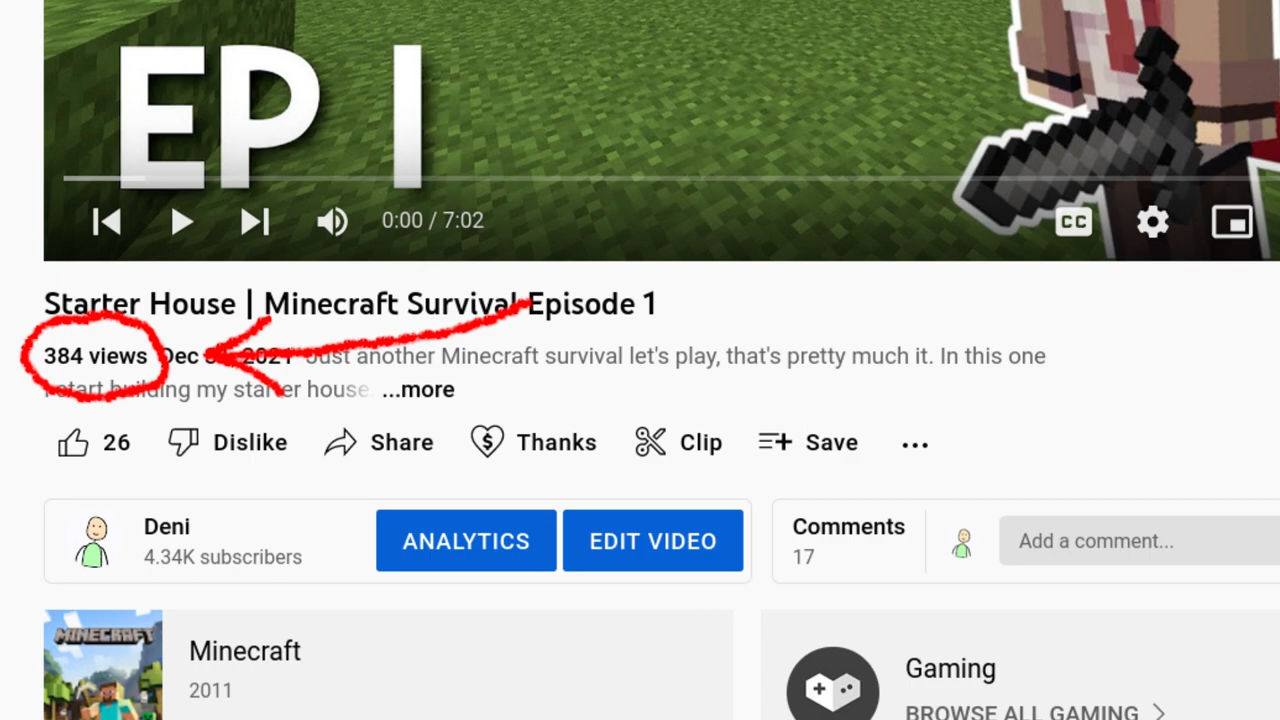 EP 1
0:00 / 7:02
CC
Starter House | Minecraft Survival Episode 1
384 views Dec 2021 Just another Minecraft survival let's play, that's pretty much it. In this one
I start building my starter house. ...more
26 Dislike Share $ Thanks Clip Save ...
Deni
4.34K subscribers
ANALYTICS EDIT VIDEO
Comments
17
Add a comment...
MINECRAFT
Minecraft
2011
Gaming
BROWSE ALL GAMING